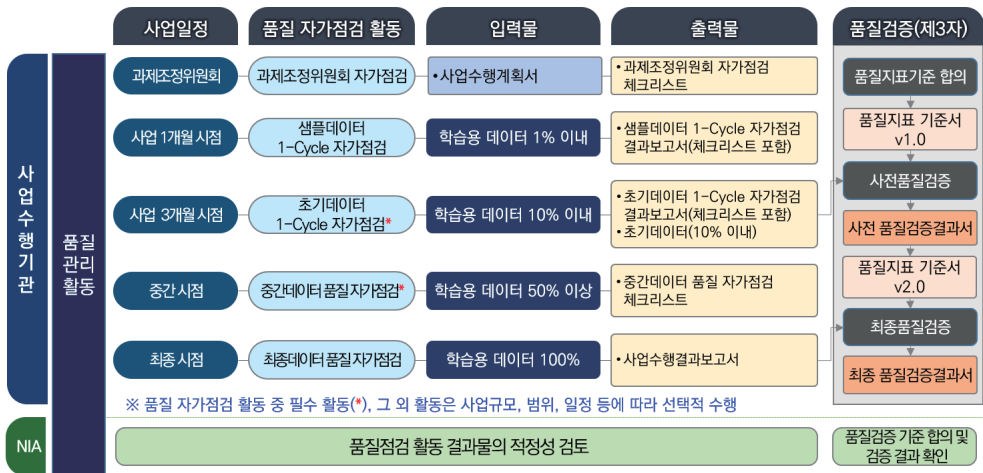 사업일정
품질 자가점검 활동
입력물
출력물
품질검증(제3자)
사업수행기관
품질
관리
활동
과제조정위원회
과제조정위원회 자가점검
•사업수행계획서
•과제조정위원회 자가점검
체크리스트
사업 1개월 시점
샘플데이터
1-Cycle 자가점검
학습용 데이터 1% 이내
•샘플데이터 1-Cycle 자가점검
결과보고서(체크리스트 포함)
사업 3개월 시점
초기데이터
1-Cycle 자가점검*
학습용 데이터 10% 이내
•초기데이터 1-Cycle 자가점검
결과보고서(체크리스트 포함)
•초기데이터(10% 이내)
중간 시점
중간데이터 품질 자가점검*
학습용 데이터 50% 이상
•중간데이터 품질 자가점검
체크리스트
최종 시점
최종데이터 품질 자가점검
학습용 데이터 100%
•사업수행결과보고서
품질지표기준 합의
품질지표 기준서
v1.0
사전품질검증
사전 품질검증결과서
품질지표 기준서
v2.0
최종품질검증
최종 품질검증결과서
※ 품질 자가점검 활동 중 필수 활동(*), 그 외 활동은 사업규모, 범위, 일정 등에 따라 선택적 수행
NIA
품질점검 활동 결과물의 적정성 검토
품질검증 기준 합의 및
검증 결과 확인